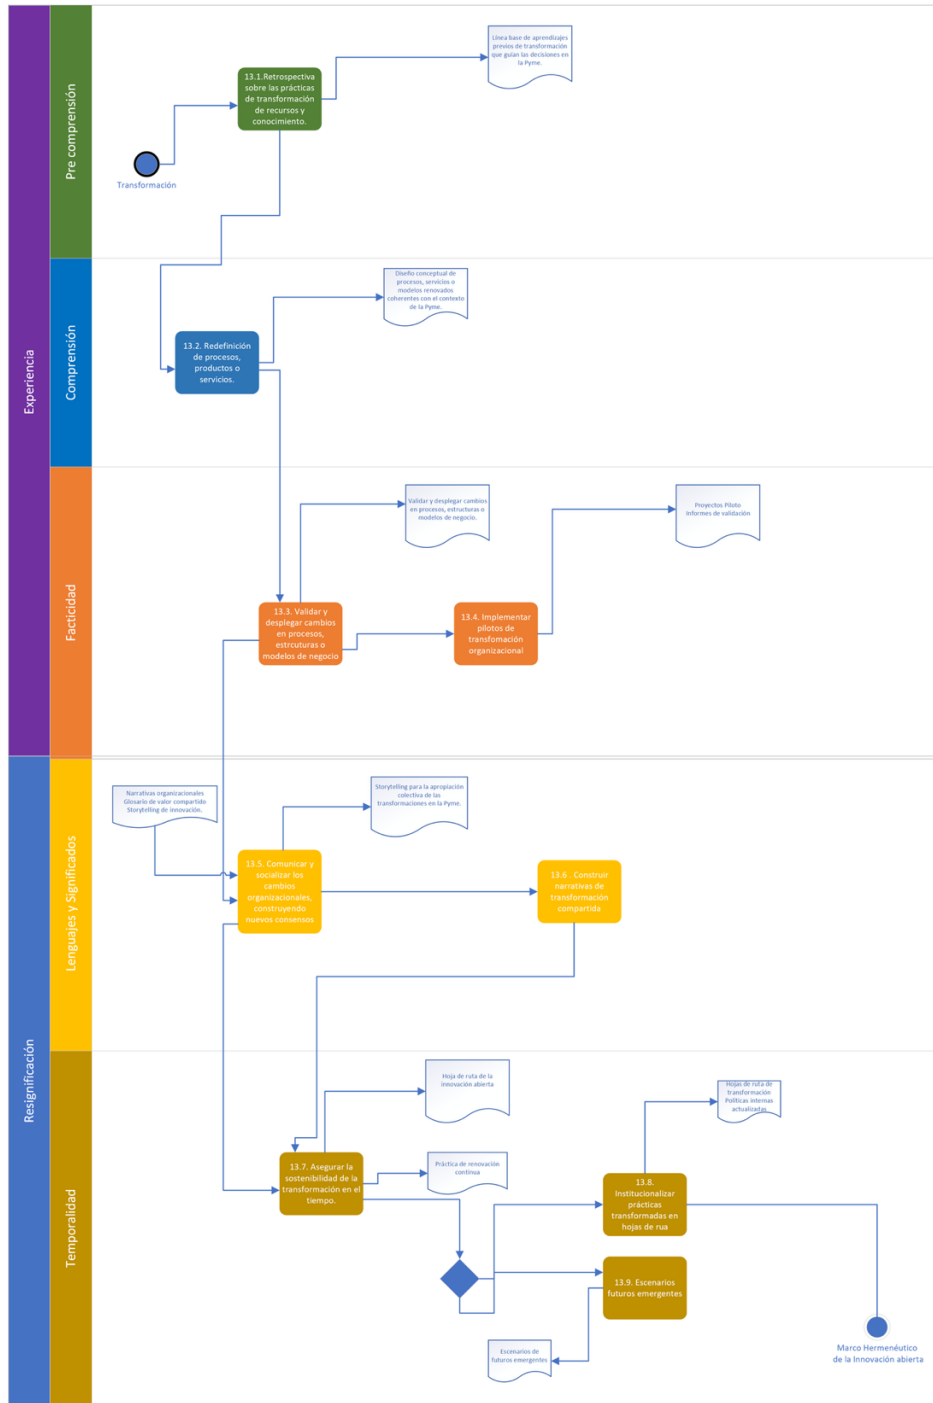 Experiencia
Pre comprensión
Línea base de aprendizajes
previos de transformación
que guían las decisiones en
la Pyme.
13.1.Retrospectiva
sobre las prácticas
de transformación
de recursos y
conocimiento.
Transformación
Comprensión
Diseño conceptual de
procesos, servicios o
modelos renovados
coherentes con el contexto
de la Pyme.
13.2. Redefinición
de procesos,
productos o
servicios.
Facticidad
Validar y desplegar cambios
en procesos, estructuras o
modelos de negocio.
Proyectos Piloto
Informes de validación
13.3. Validar y
desplegar cambios
en procesos,
estrcuturas o
modelos de negocio
13.4. Implementar
pilotos de
transfomación
organizacional
Resignificación
Lenguajes y Significados
Narrativas organizacionales
Glosario de valor compartido
Storytelling de innovación.
Storytelling para la apropiación
colectiva de las
transformaciones en la Pyme.
13.5. Comunicar y
socializar los
cambios
organizacionales,
construyendo
nuevos consensos
13.6 . Construir
narrativas de
transformación
compartida
Temporalidad
Hoja de ruta de la
innovación abierta
Hojas de ruta de
transformación
Políticas internas
actualizadas
13.7. Asegurar la
sostenibilidad de la
transformación en el
tiempo.
Práctica de renovación
continua
13.8.
Institucionalizar
prácticas
transformadas en
hojas de rua
13.9. Escenarios
futuros emergentes
Escenarios de
futuros emergentes
Marco Hermenéutico
de la Innovación abierta